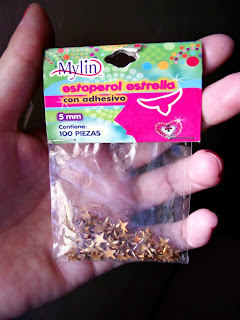 Mylin
estoperol estrella
con adhesivo
5 mm
Contiene:
100 PIEZAS